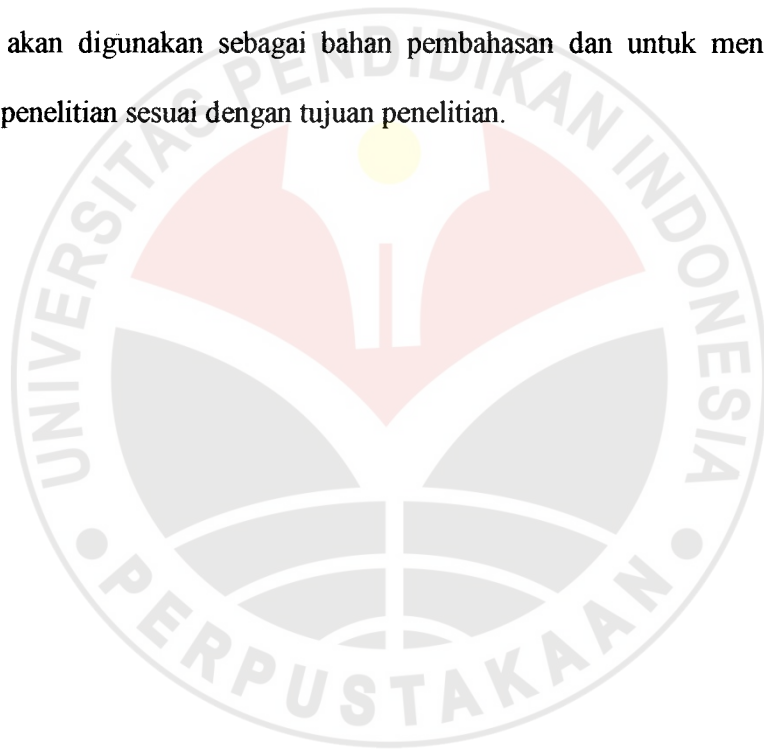 akan digunakan sebagai bahan pembahasan dan untuk men
penelitian sesuai dengan tujuan penelitian.
UNIVERSITAS PENDIDIKAN INDONESIA
PERPUSTAKAAN